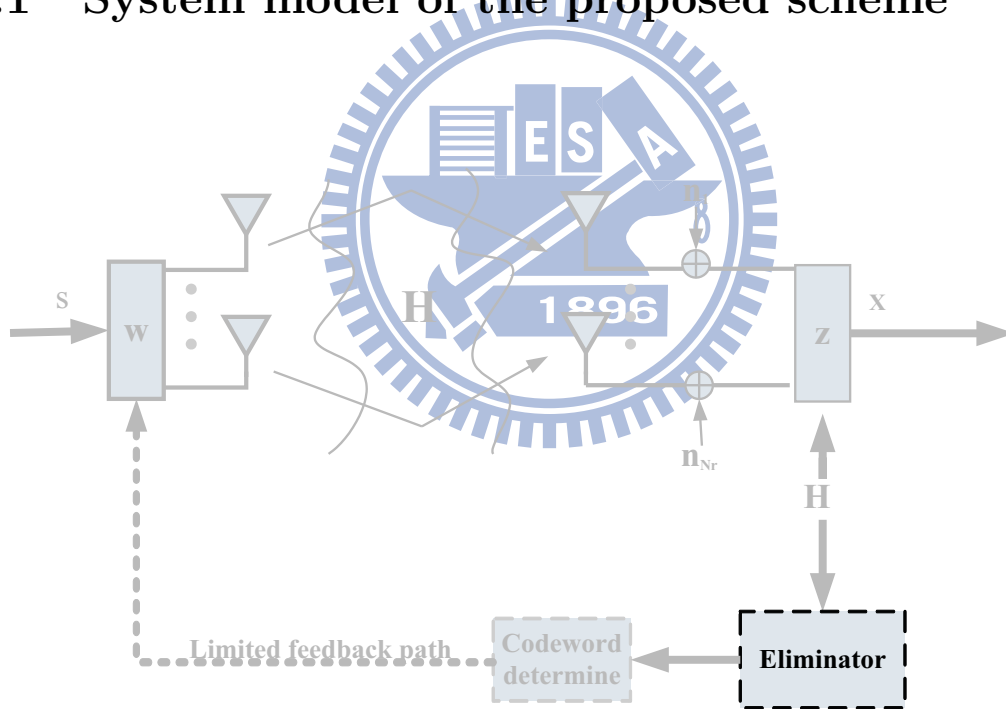 System model of the proposed scheme
E S A
n
S
w
H
1896
z
X
n_Nr
H
Limited feedback path
Codeword
determine
Eliminator